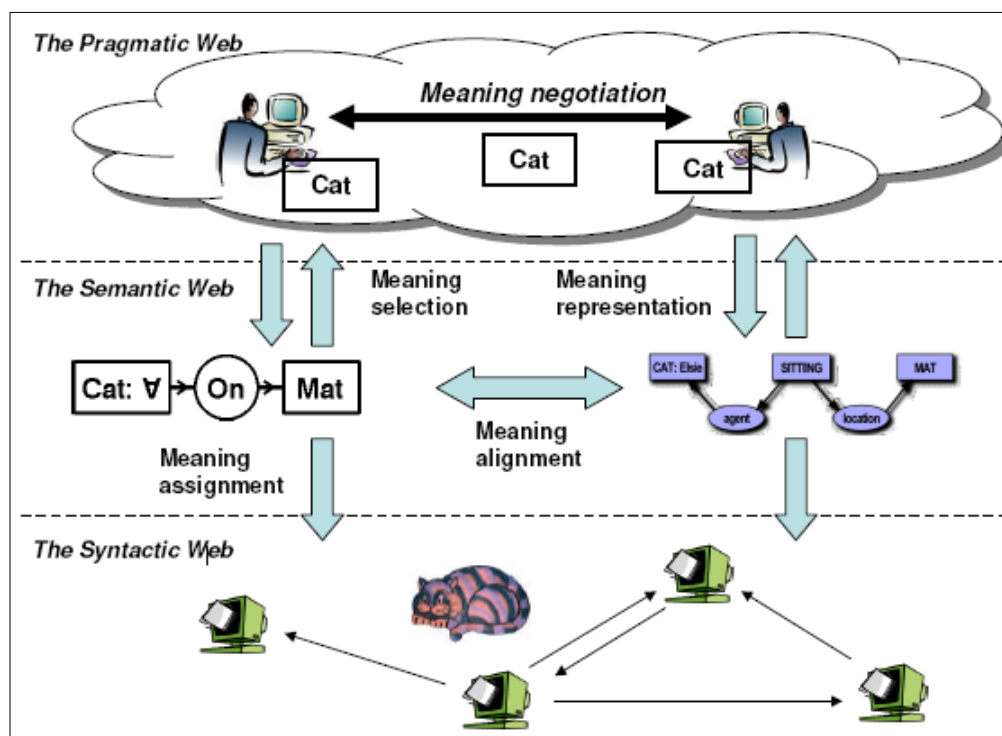 The Pragmatic Web
Meaning negotiation
Cat
Cat
Cat
The Semantic Web
Meaning
selection
Meaning
representation
Cat: ∀
On
Mat
CAT: Elsie
SITTING
MAT
agent
location
Meaning
assignment
Meaning
alignment
The Syntactic Web